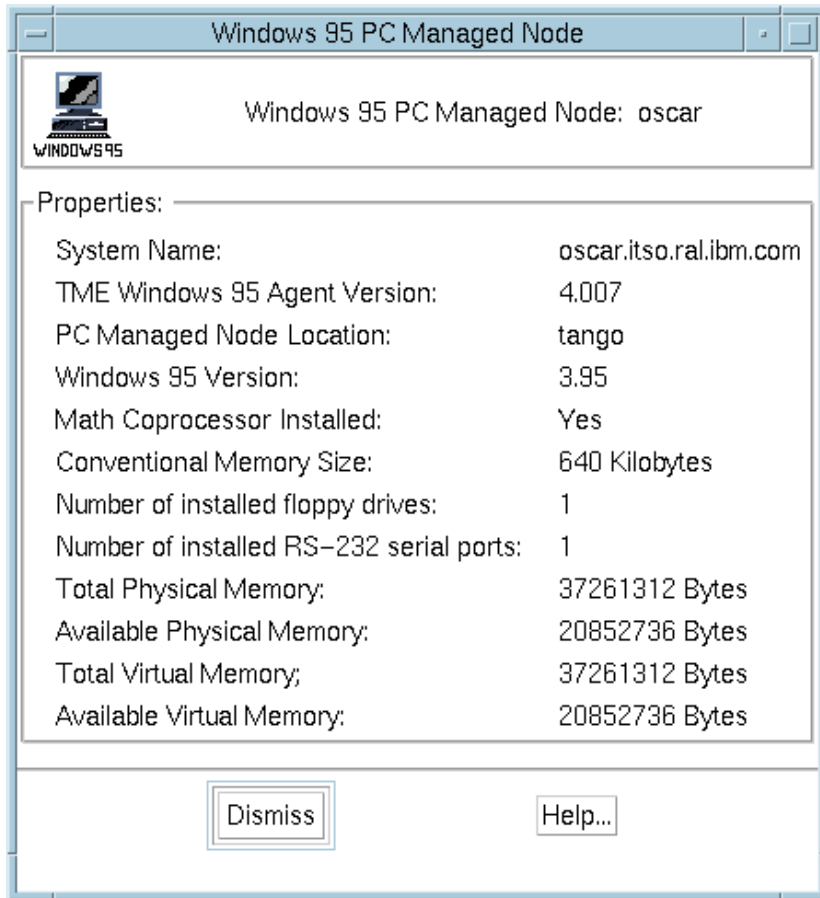 Windows 95 PC Managed Node
WINDOWS95
Windows 95 PC Managed Node: oscar
Properties:
System Name: oscar.itso.ral.ibm.com
TME Windows 95 Agent Version: 4.007
PC Managed Node Location: tango
Windows 95 Version: 3.95
Math Coprocessor Installed: Yes
Conventional Memory Size: 640 Kilobytes
Number of installed floppy drives: 1
Number of installed RS-232 serial ports: 1
Total Physical Memory: 37261312 Bytes
Available Physical Memory: 20852736 Bytes
Total Virtual Memory; 37261312 Bytes
Available Virtual Memory: 20852736 Bytes
Dismiss Help...